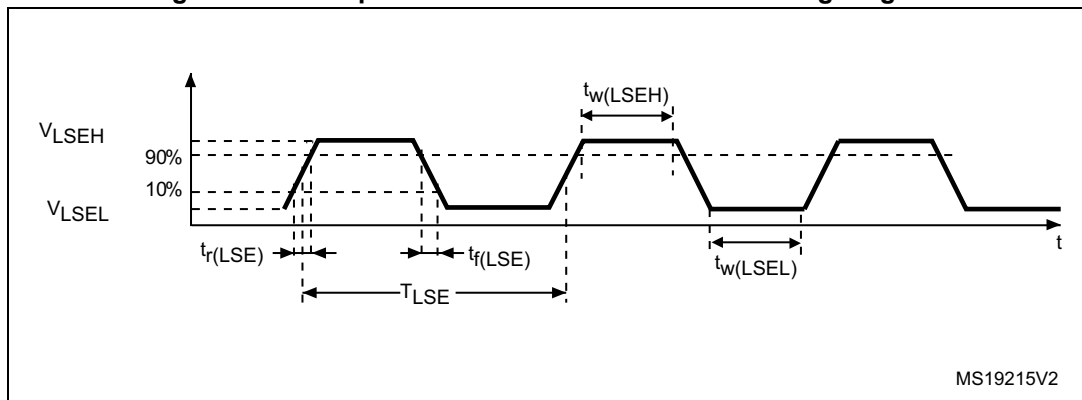 t_w(LSEH)
V_LSEH
90%
10%
V_LSEL
t
t_r(LSE)
t_f(LSE)
t_w(LSEL)
T_LSE
MS19215V2